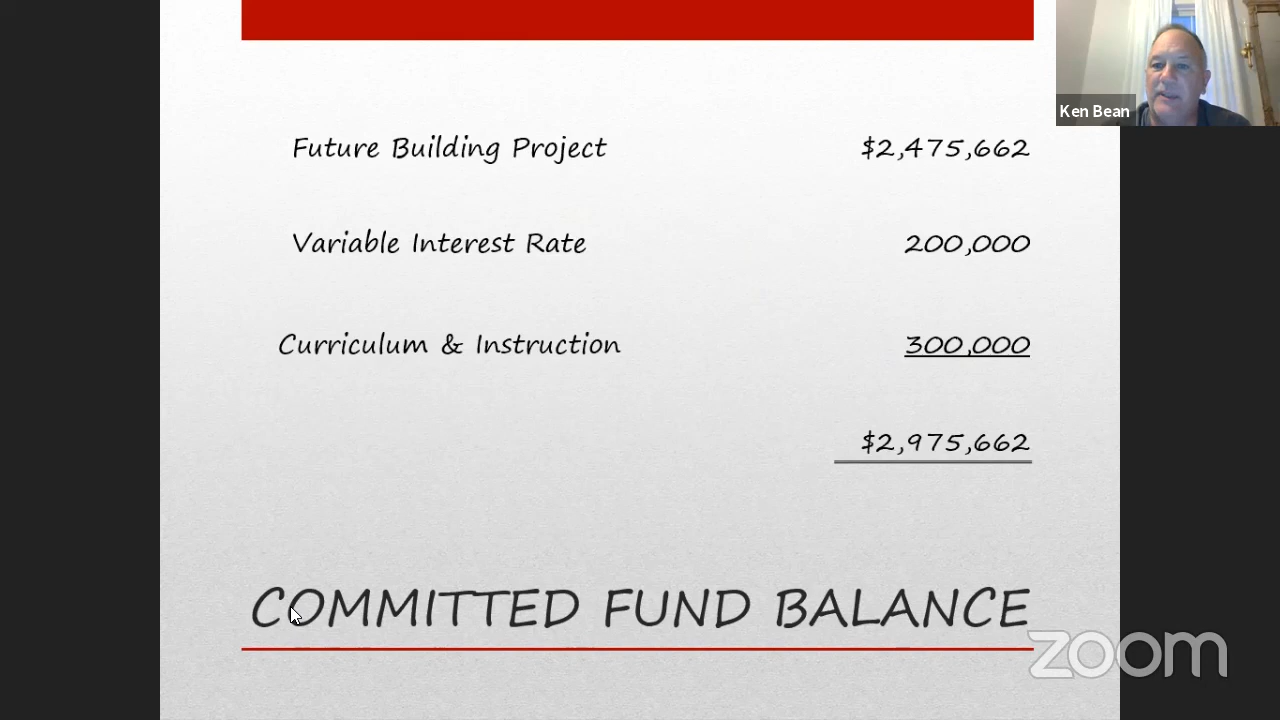 Ken Bean
Future Building Project $2,475,662
Variable Interest Rate 200,000
Curriculum & Instruction 300,000
$2,975,662
COMMITTED FUND BALANCE
zoom